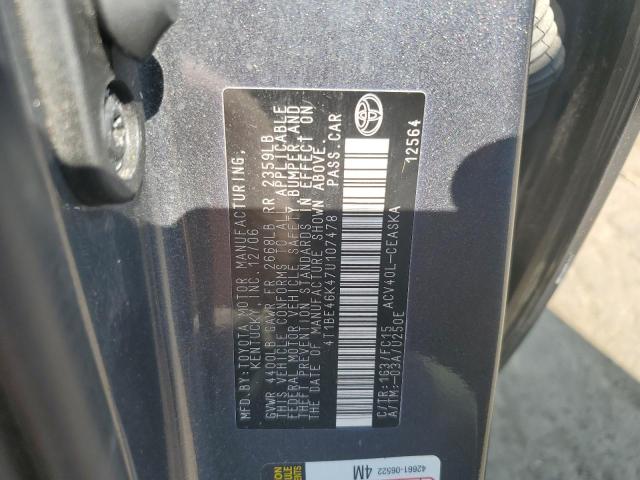 MFD.BY:TOYOTA MOTOR MANUFACTURING,
KENTUCKY, INC. 12/06
GVWR 4400LB GAWR FR 2668LB RR 2359LB
THIS VEHICLE CONFORMS TO ALL APPLICABLE
FEDERAL MOTOR VEHICLE SAFETY, BUMPER, AND
THEFT PREVENTION STANDARDS IN EFFECT ON
THE DATE OF MANUFACTURE SHOWN ABOVE.
4T1BE46K47U107478 PASS.CAR
C/TR:1G3/FC15 ACV40L-CEASKA
A/TM:-03A/U250E
12564
42661-06522
4M